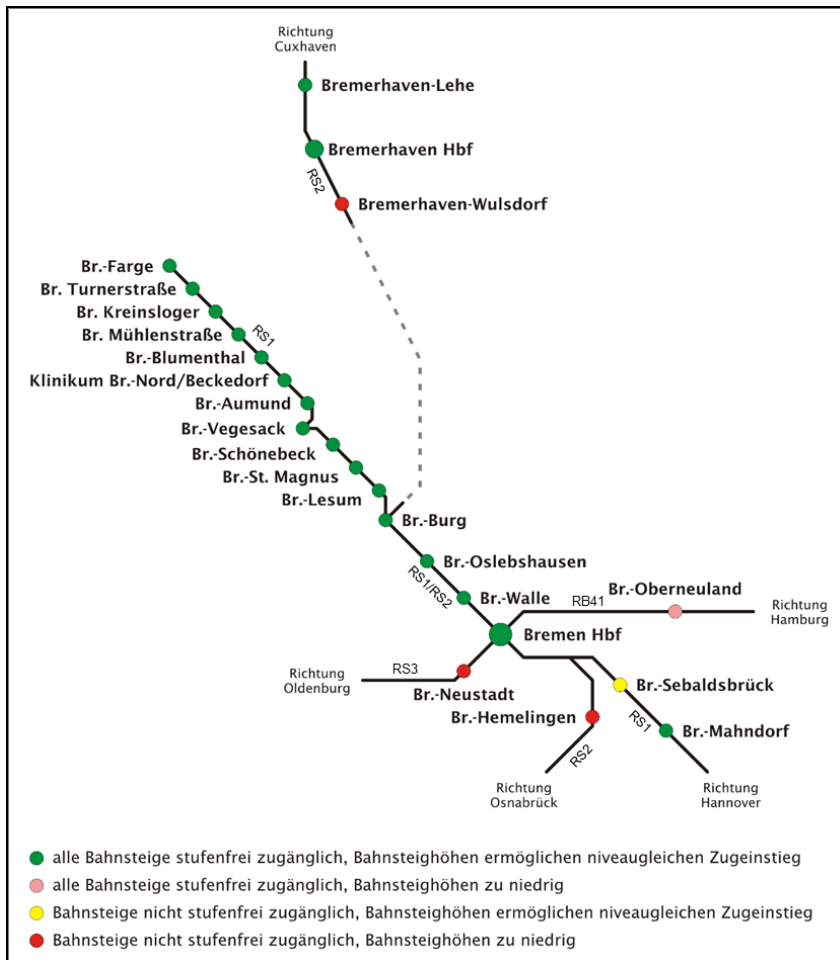 Richtung
Cuxhaven
Bremerhaven-Lehe
Bremerhaven Hbf
RS2
Bremerhaven-Wulsdorf
Br.-Farge
Br. Turnerstraße
Br. Kreinsloger
Br. Mühlenstraße
RS1
Br.-Blumenthal
Klinikum Br.-Nord/Beckedorf
Br.-Aumund
Br.-Vegesack
Br.-Schönebeck
Br.-St. Magnus
Br.-Lesum
Br.-Burg
Br.-Oslebshausen
RS1/RS2
Br.-Walle
Br.-Oberneuland
RB41
Richtung
Hamburg
Bremen Hbf
Richtung
Oldenburg
RS3
Br.-Neustadt
Br.-Sebaldsbrück
Br.-Hemelingen
RS1
Br.-Mahndorf
RS2
Richtung
Osnabrück
Richtung
Hannover
alle Bahnsteige stufenfrei zugänglich, Bahnsteighöhen ermöglichen niveaugleichen Zugeinstieg
alle Bahnsteige stufenfrei zugänglich, Bahnsteighöhen zu niedrig
Bahnsteige nicht stufenfrei zugänglich, Bahnsteighöhen ermöglichen niveaugleichen Zugeinstieg
Bahnsteige nicht stufenfrei zugänglich, Bahnsteighöhen zu niedrig